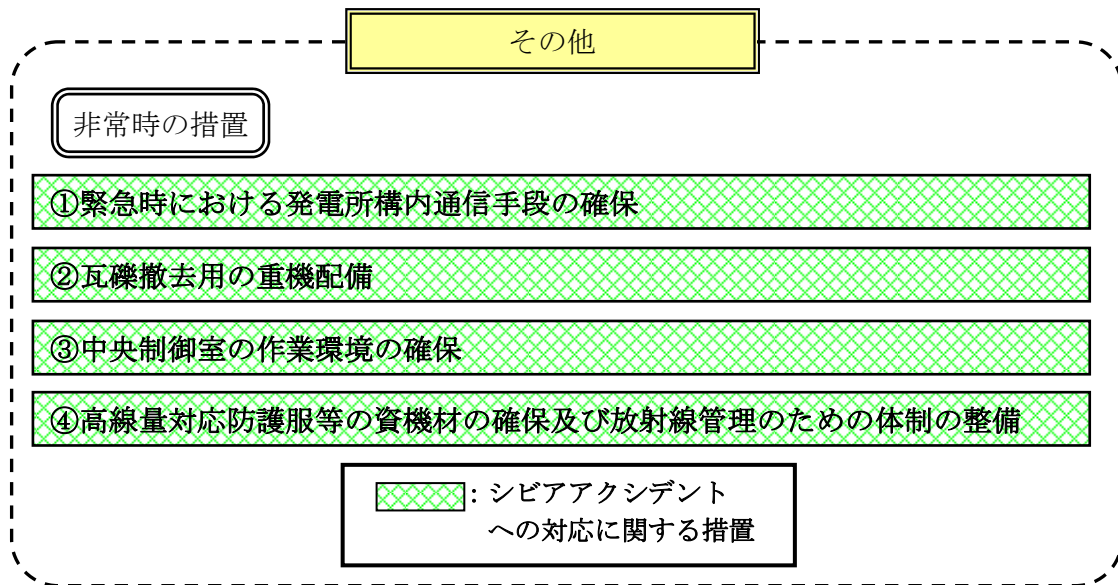 その他
非常時の措置
①緊急時における発電所構内通信手段の確保
②瓦礫撤去用の重機配備
③中央制御室の作業環境の確保
④高線量対応防護服等の資機材の確保及び放射線管理のための体制の整備
：シビアアクシデント
への対応に関する措置